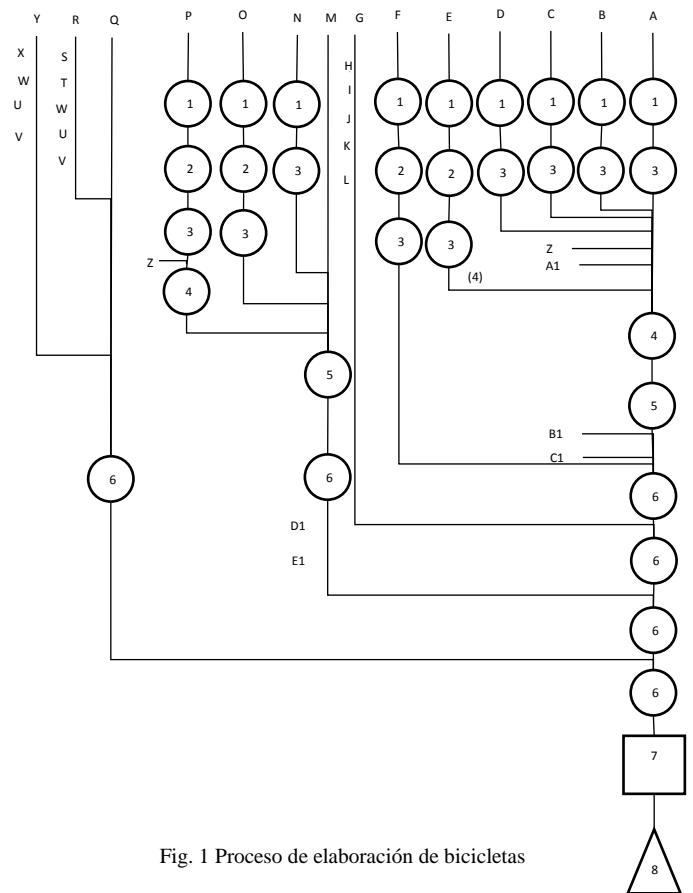 Y R Q P O N M G F E D C B A
X S H
W T I
U W J
V U K
V L
1 1 1 1 1 1 1 1 1
2 2 3 2 2 3 3 3 3
3 3 3 3
Z Z
A1
(4)
4 4
5 5
B1
C1
6 6 6
D1
E1
6
6
6
7
8
Fig. 1 Proceso de elaboración de bicicletas